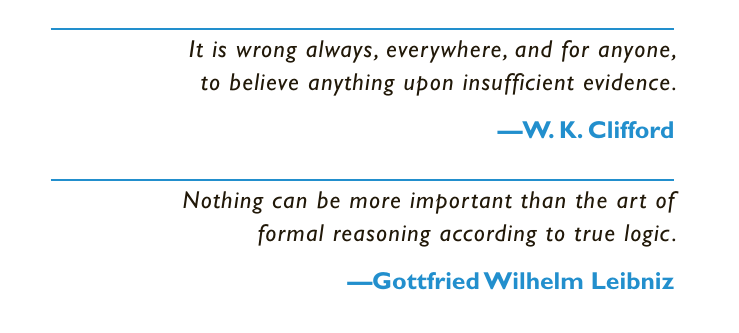 It is wrong always, everywhere, and for anyone,
to believe anything upon insufficient evidence.
—W. K. Clifford
Nothing can be more important than the art of
formal reasoning according to true logic.
—Gottfried Wilhelm Leibniz